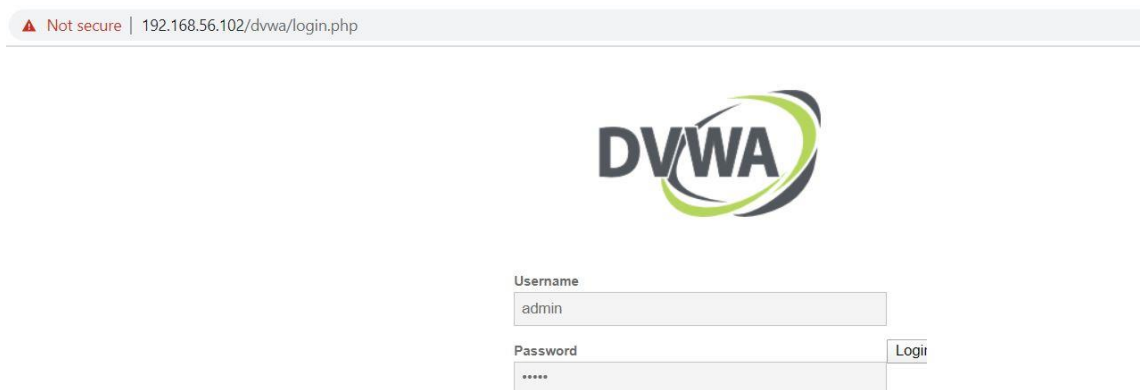 Not secure | 192.168.56.102/dvwa/login.php
DVWA
Username
admin
Password
Login
•••••